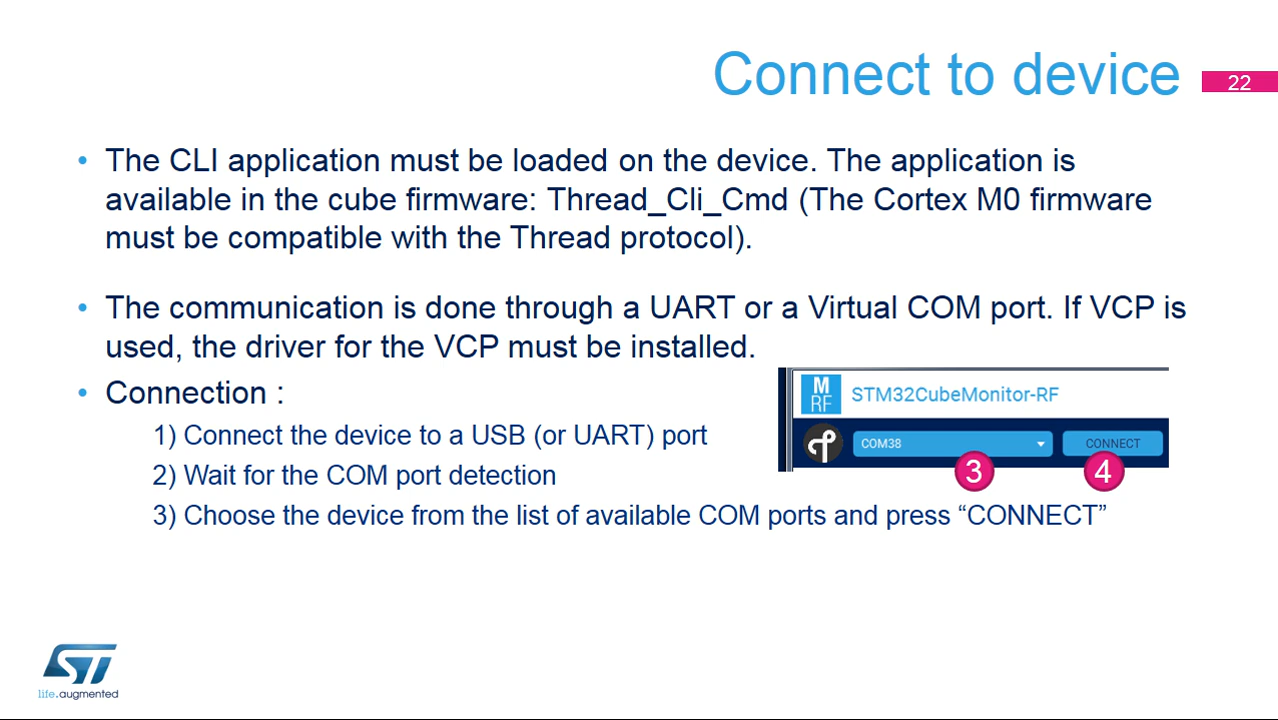 Connect to device
22
• The CLI application must be loaded on the device. The application is
available in the cube firmware: Thread_Cli_Cmd (The Cortex M0 firmware
must be compatible with the Thread protocol).
• The communication is done through a UART or a Virtual COM port. If VCP is
used, the driver for the VCP must be installed.
• Connection :
1) Connect the device to a USB (or UART) port
2) Wait for the COM port detection
3) Choose the device from the list of available COM ports and press “CONNECT”
M
RF
STM32CubeMonitor-RF
COM38
CONNECT
3
4
ST
life.augmented